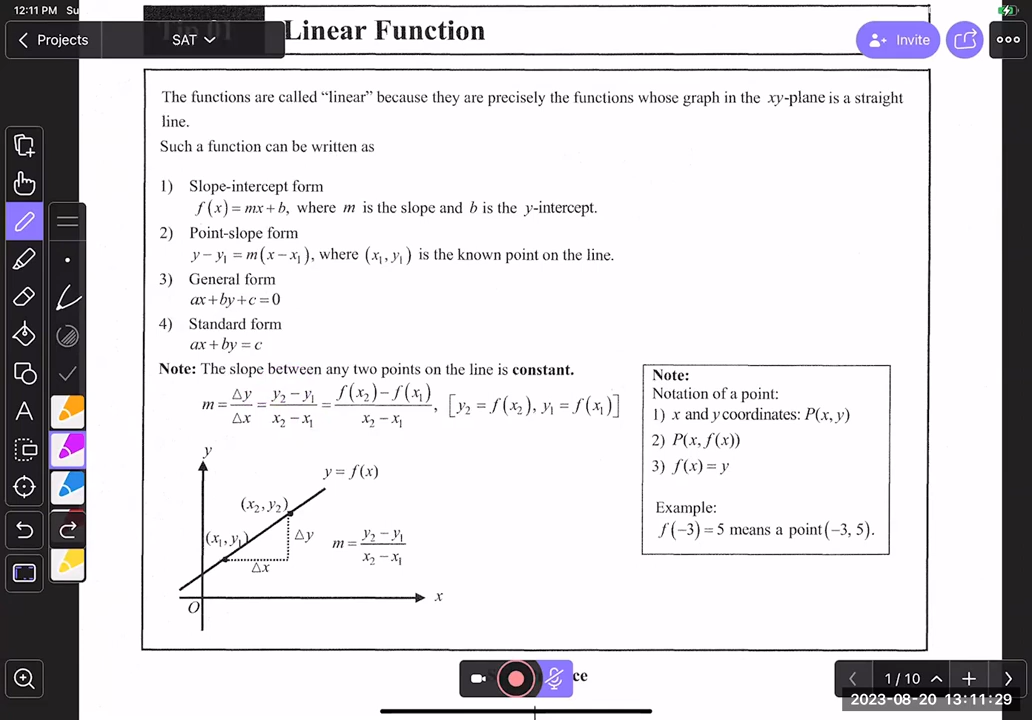 12:11 PM Su
Projects
SAT
Linear Function
Invite
The functions are called “linear” because they are precisely the functions whose graph in the xy-plane is a straight
line.
Such a function can be written as
1) Slope-intercept form
f(x) = mx + b, where m is the slope and b is the y-intercept.
2) Point-slope form
y − y₁ = m(x − x₁), where (x₁, y₁) is the known point on the line.
3) General form
ax + by + c = 0
4) Standard form
ax + by = c
Note: The slope between any two points on the line is constant.
m = △y/△x = (y₂ − y₁)/(x₂ − x₁) = (f(x₂) − f(x₁))/(x₂ − x₁), [y₂ = f(x₂), y₁ = f(x₁)]
y
y = f(x)
(x₂, y₂)
(x₁, y₁)
△y
m = (y₂ − y₁)/(x₂ − x₁)
△x
x
O
Note:
Notation of a point:
1) x and y coordinates: P(x, y)
2) P(x, f(x))
3) f(x) = y
Example:
f(−3) = 5 means a point (−3, 5).
A
ce
1 / 10
2023-08-20 13:11:29